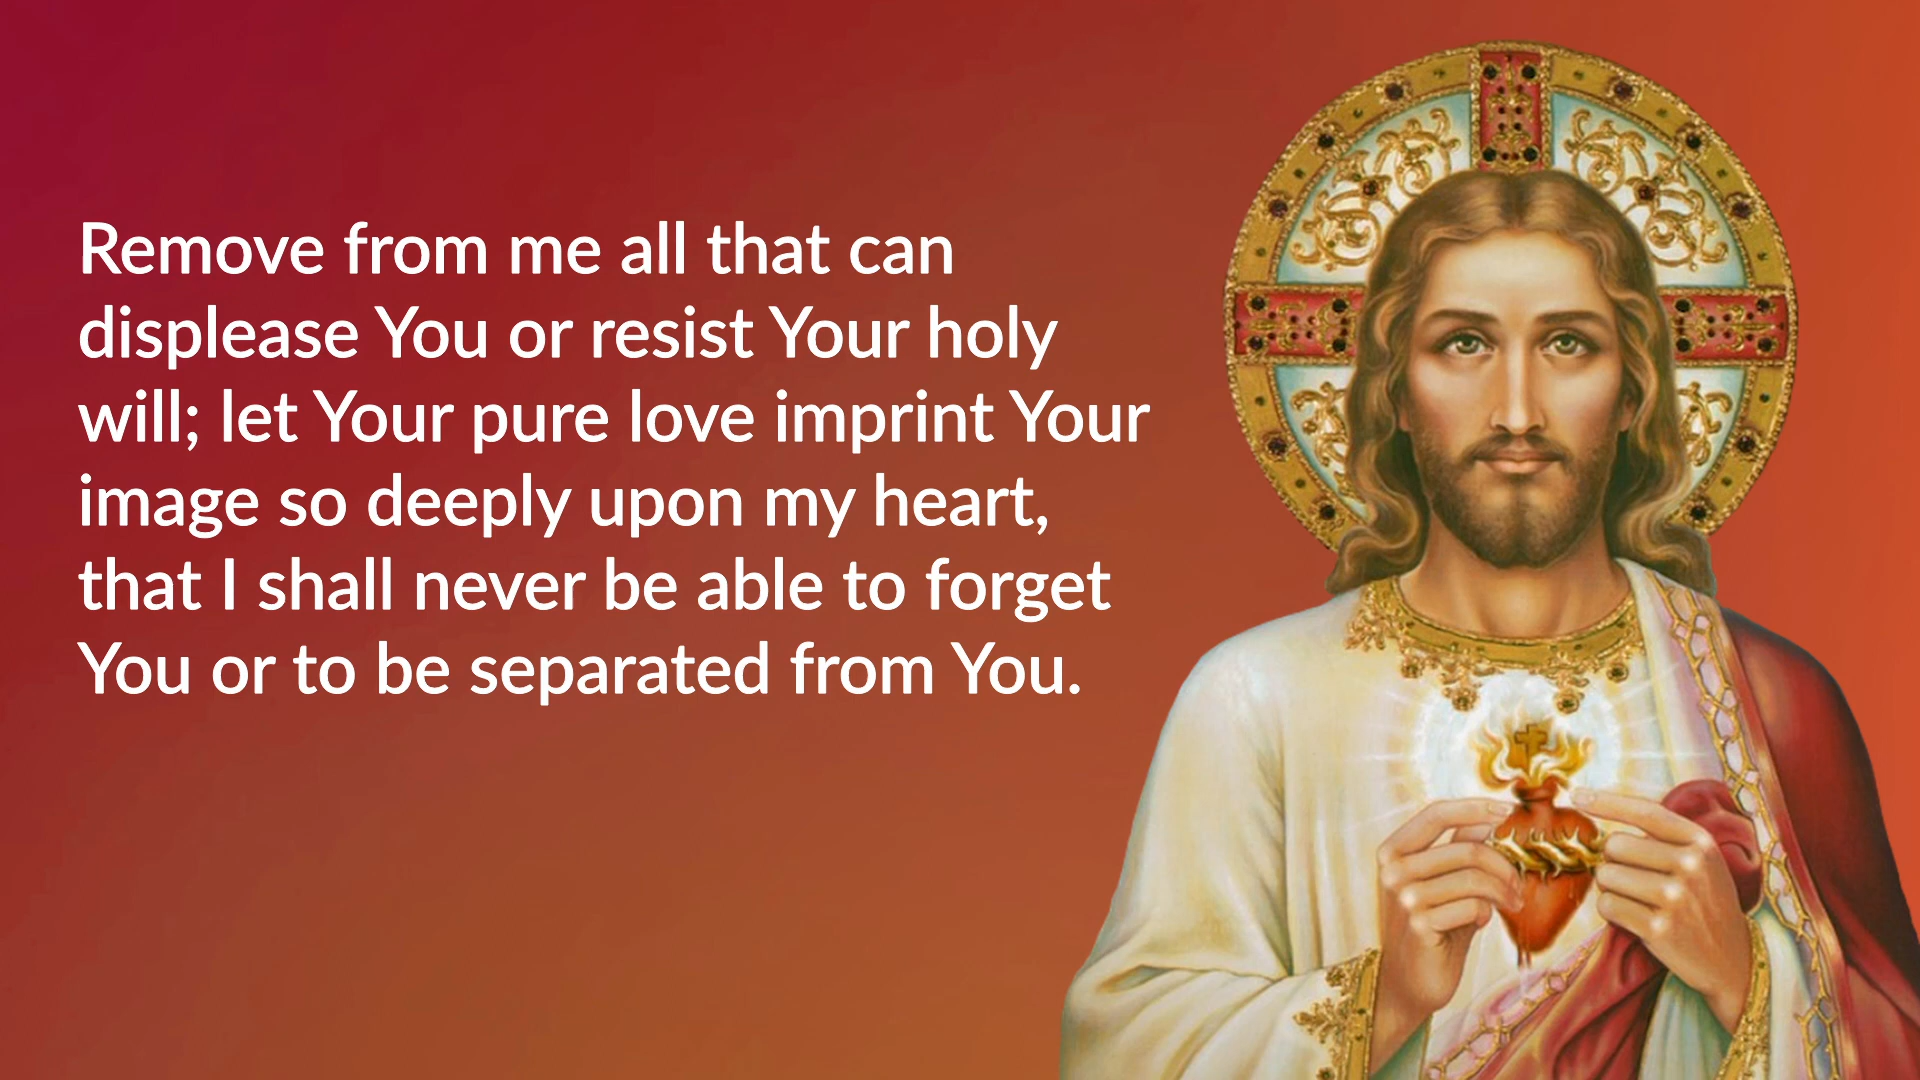 Remove from me all that can
displease You or resist Your holy
will; let Your pure love imprint Your
image so deeply upon my heart,
that I shall never be able to forget
You or to be separated from You.